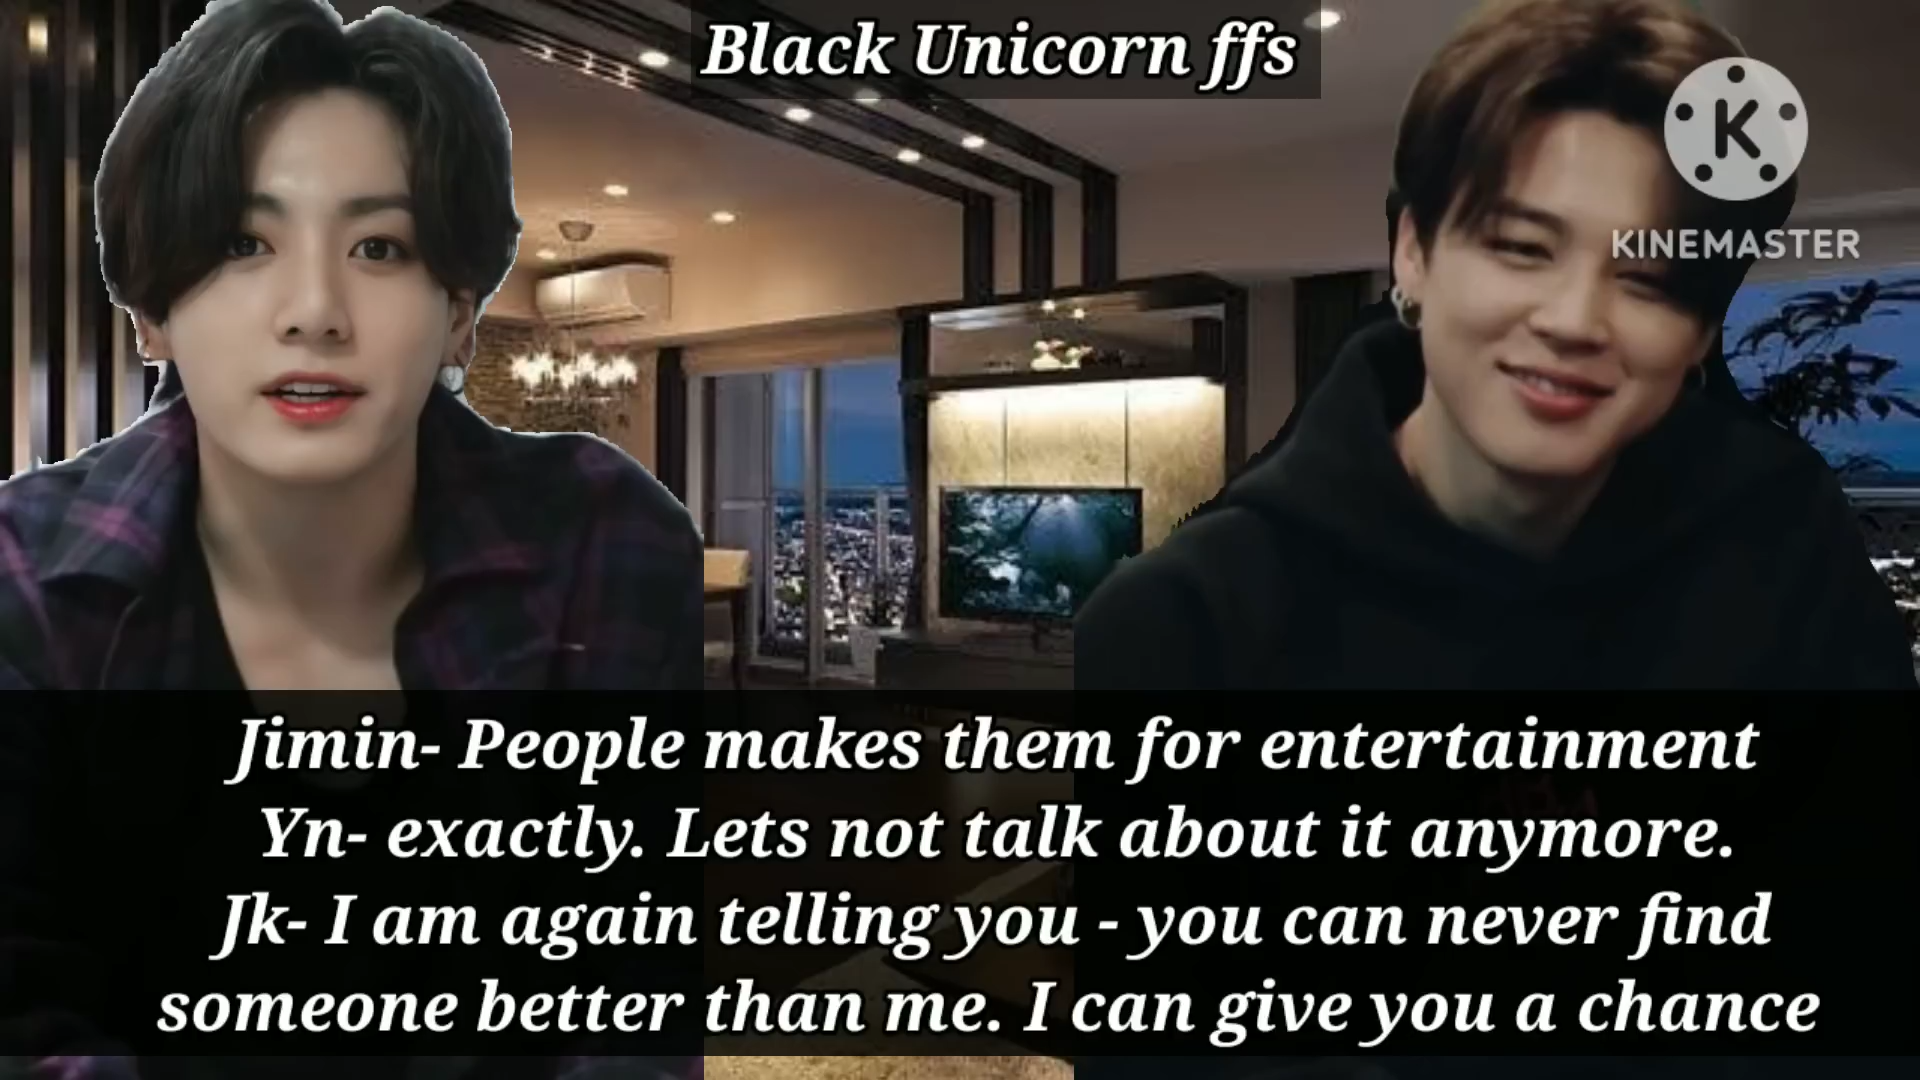 Black Unicorn ffs
K
KINEMASTER
Jimin- People makes them for entertainment
Yn- exactly. Lets not talk about it anymore.
Jk- I am again telling you - you can never find
someone better than me. I can give you a chance